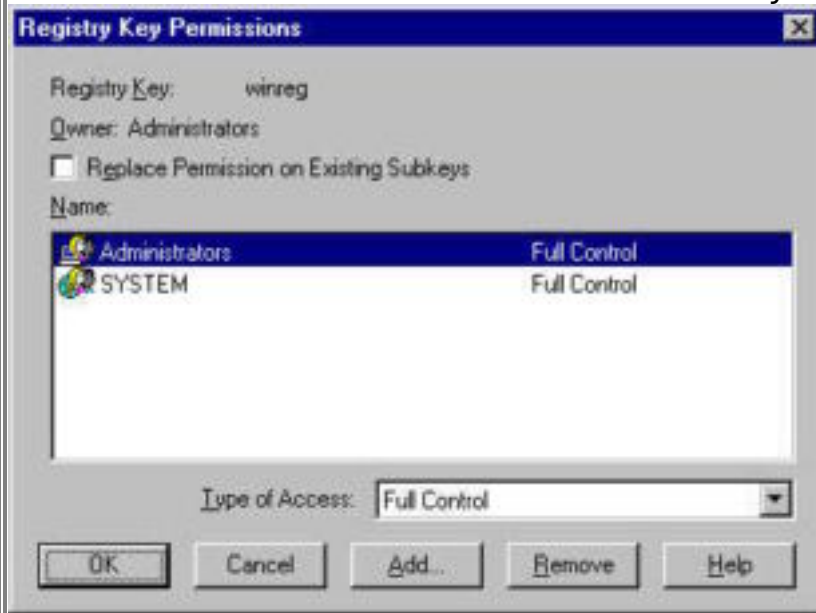 Registry Key Permissions
Registry Key: winreg
Owner: Administrators
Replace Permission on Existing Subkeys
Name:
Administrators Full Control
SYSTEM Full Control
Type of Access: Full Control
OK Cancel Add... Remove Help